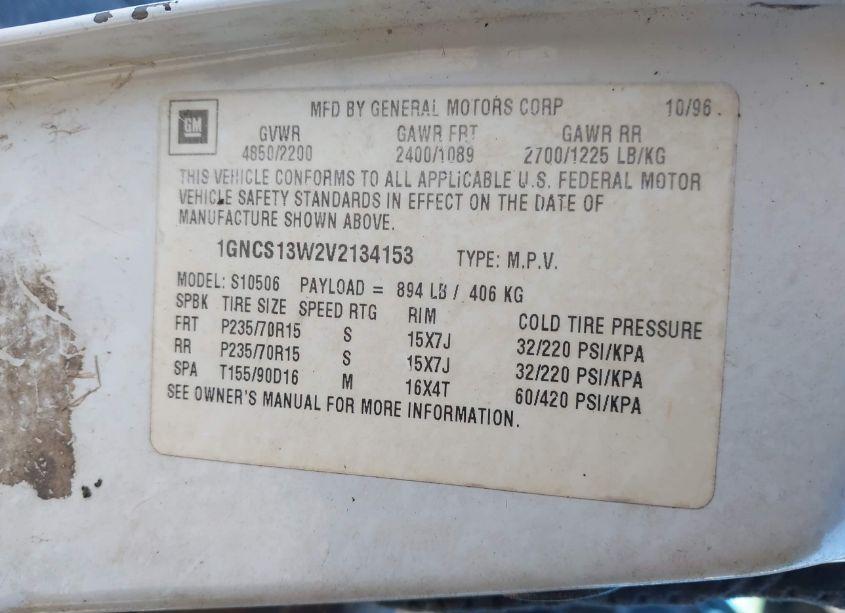 MFD BY GENERAL MOTORS CORP 10/96
GM
GVWR GAWR FRT GAWR RR
4850/2200 2400/1089 2700/1225 LB/KG
THIS VEHICLE CONFORMS TO ALL APPLICABLE U.S. FEDERAL MOTOR
VEHICLE SAFETY STANDARDS IN EFFECT ON THE DATE OF
MANUFACTURE SHOWN ABOVE.
1GNCS13W2V2134153 TYPE: M.P.V.
MODEL: S10506 PAYLOAD = 894 LB / 406 KG
SPBK TIRE SIZE SPEED RTG RIM COLD TIRE PRESSURE
FRT P235/70R15 S 15X7J 32/220 PSI/KPA
RR P235/70R15 S 15X7J 32/220 PSI/KPA
SPA T155/90D16 M 16X4T 60/420 PSI/KPA
SEE OWNER'S MANUAL FOR MORE INFORMATION.